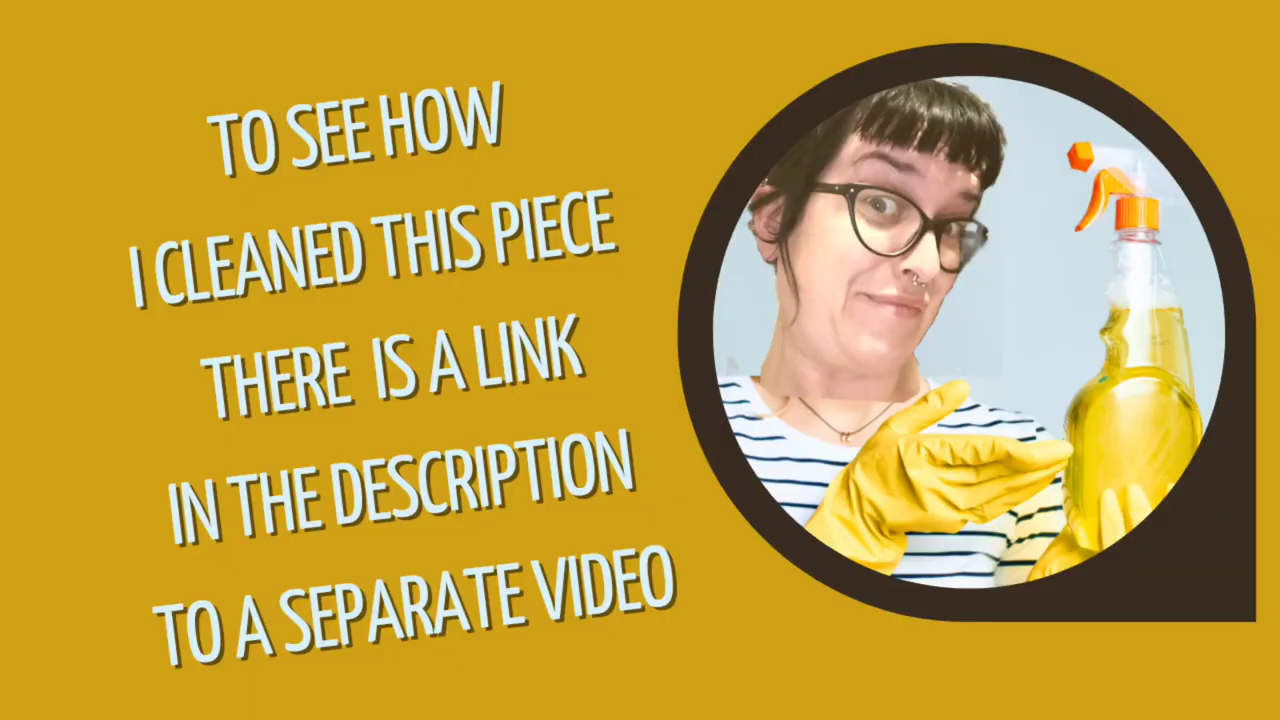 TO SEE HOW
I CLEANED THIS PIECE
THERE IS A LINK
IN THE DESCRIPTION
TO A SEPARATE VIDEO